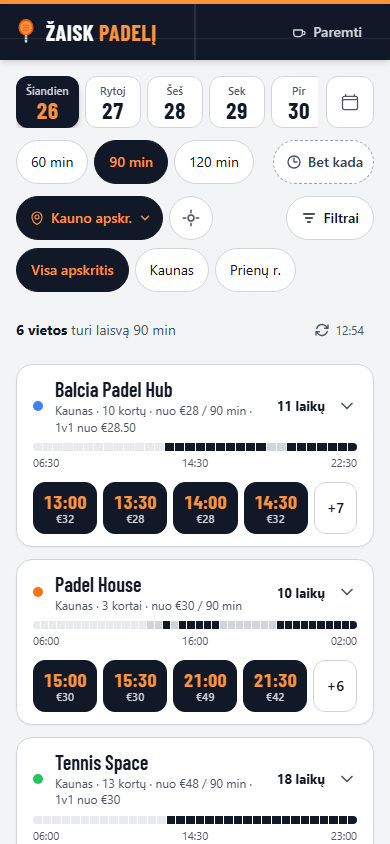 ŽAISK PADELĮ
Paremti
Šiandien Rytoj Šeš Sek Pir
26 27 28 29 30
60 min 90 min 120 min Bet kada
Kauno apskr. Filtrai
Visa apskritis Kaunas Prienų r.
6 vietos turi laisvą 90 min 12:54
Balcia Padel Hub
Kaunas · 10 kortų · nuo €28 / 90 min ·
1v1 nuo €28.50
11 laikų
06:30 14:30 22:30
13:00 13:30 14:00 14:30 +7
€32 €28 €28 €32
Padel House
Kaunas · 3 kortai · nuo €30 / 90 min
10 laikų
06:00 16:00 02:00
15:00 15:30 21:00 21:30 +6
€30 €30 €49 €42
Tennis Space
Kaunas · 13 kortų · nuo €48 / 90 min ·
1v1 nuo €30
18 laikų
06:00 14:30 23:00